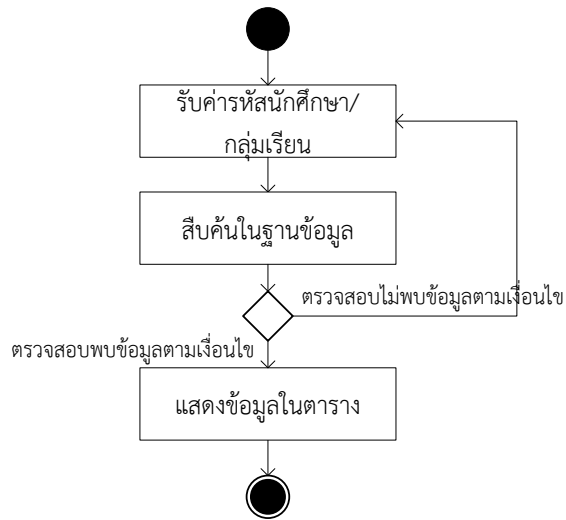 รับค่ารหัสนักศึกษา/
กลุ่มเรียน
สืบค้นในฐานข้อมูล
ตรวจสอบไม่พบข้อมูลตามเงื่อนไข
ตรวจสอบพบข้อมูลตามเงื่อนไข
แสดงข้อมูลในตาราง